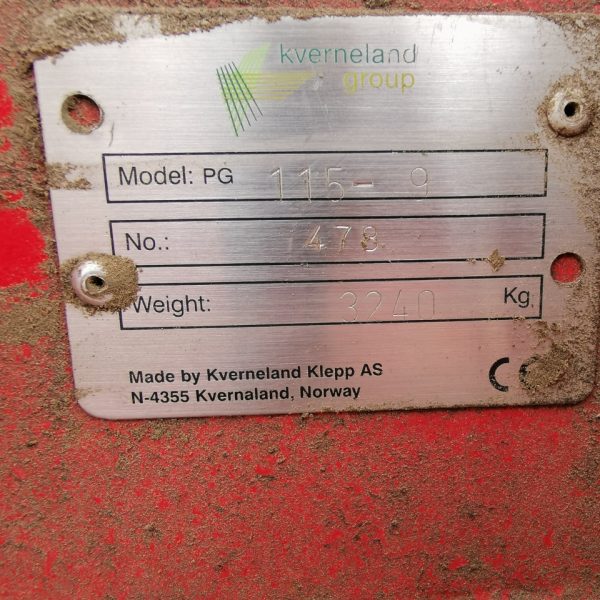 kverneland
group
Model: PG 115- 9
No.: 1478
Weight: 3240 Kg
Made by Kverneland Klepp AS
N-4355 Kvernaland, Norway
CE